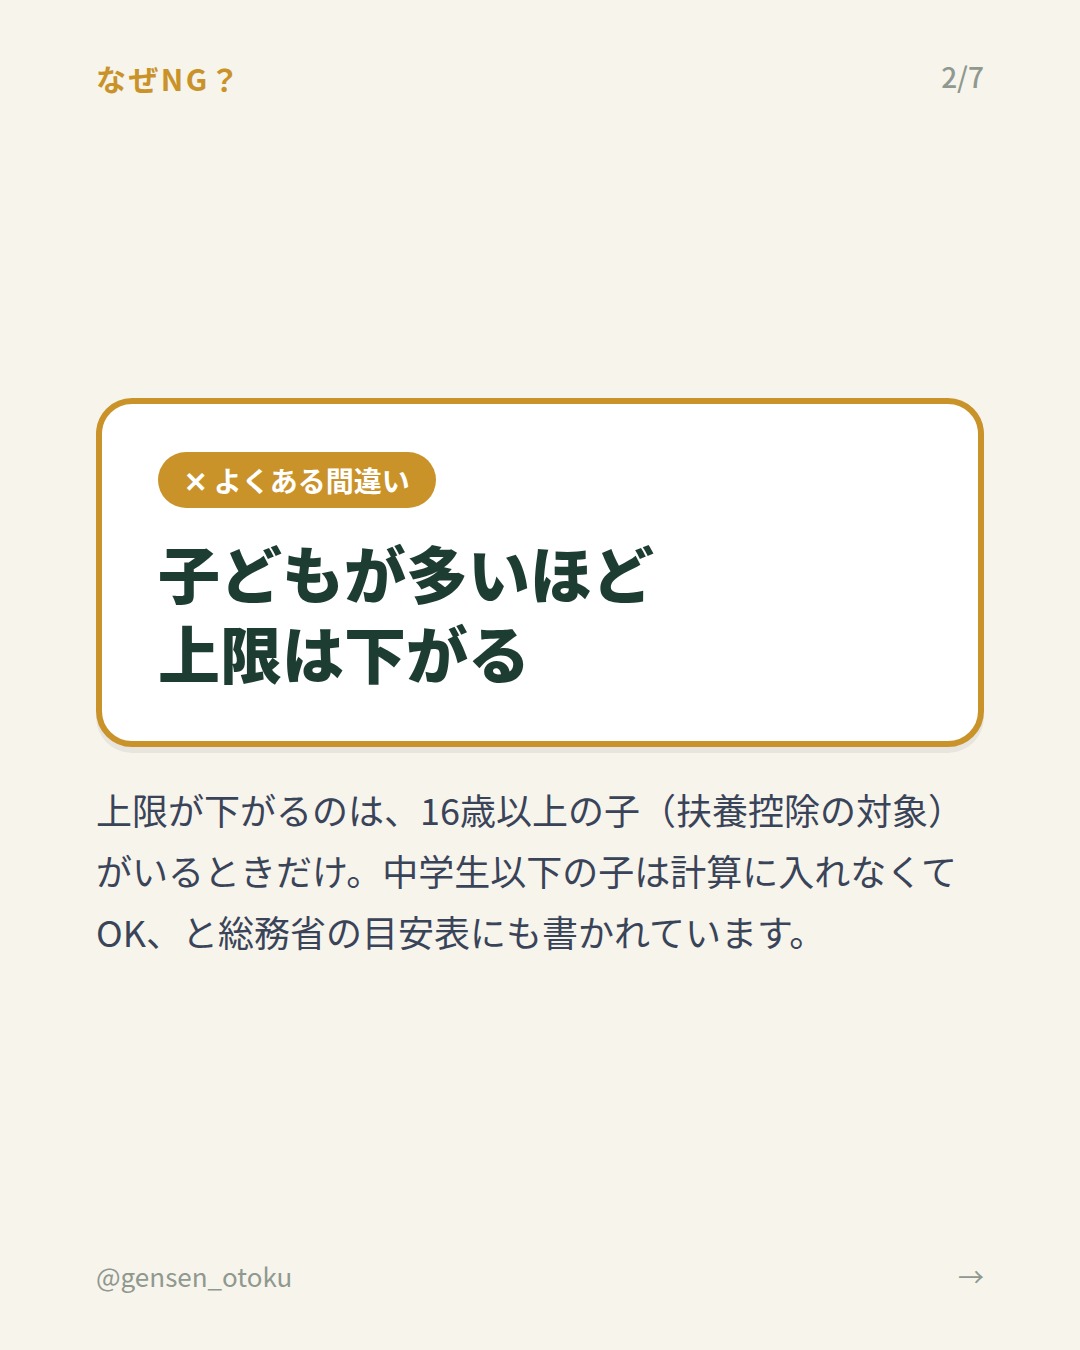 なぜNG？
2/7
× よくある間違い
子どもが多いほど
上限は下がる
上限が下がるのは、16歳以上の子（扶養控除の対象）
がいるときだけ。中学生以下の子は計算に入れなくて
OK、と総務省の目安表にも書かれています。
@gensen_otoku
→